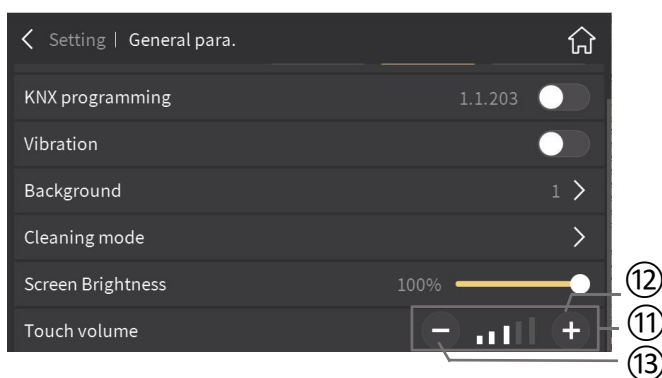 Setting | General para.
KNX programming 1.1.203
Vibration
Background 1
Cleaning mode
Screen Brightness 100%
⑫
Touch volume − + ⑪
⑬